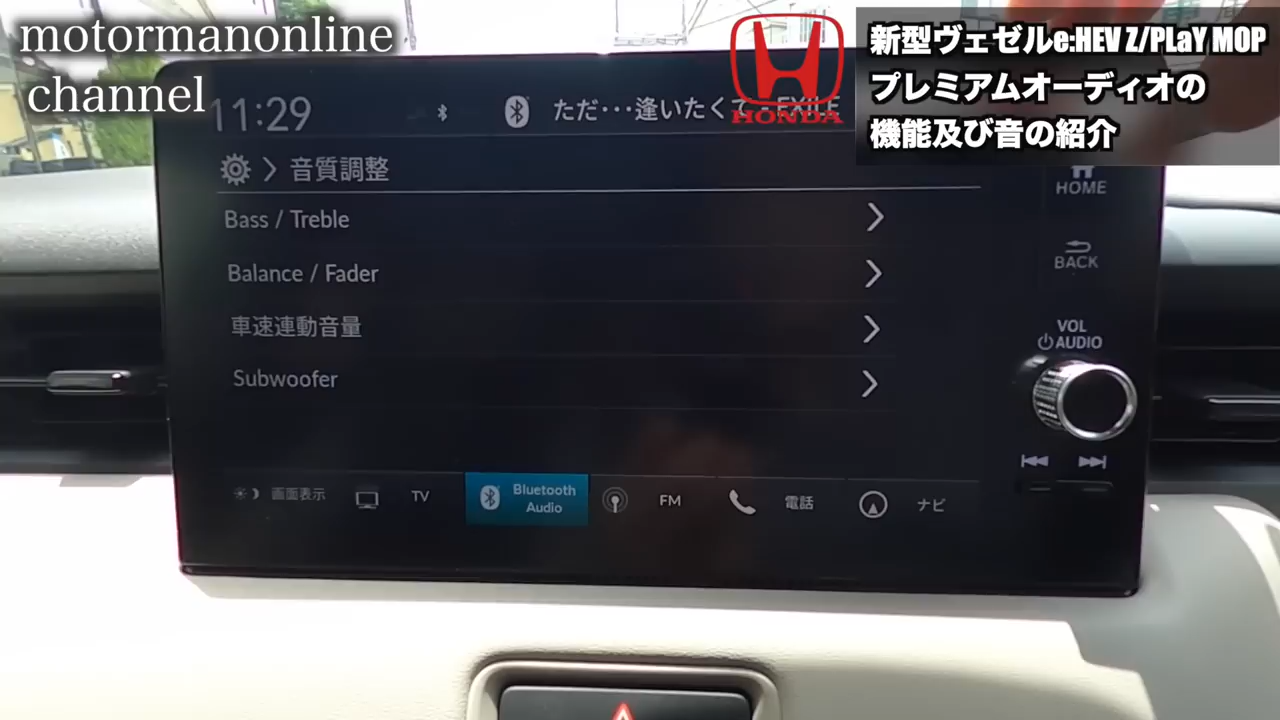 motormanonline
channel
HONDA
新型ヴェゼルe:HEV Z/PLaY MOP
プレミアムオーディオの
機能及び音の紹介
11:29
ただ・・・逢いたくて - EXILE
音質調整
Bass / Treble
Balance / Fader
車速連動音量
Subwoofer
画面表示
TV
Bluetooth
Audio
FM
電話
ナビ
HOME
BACK
VOL
AUDIO